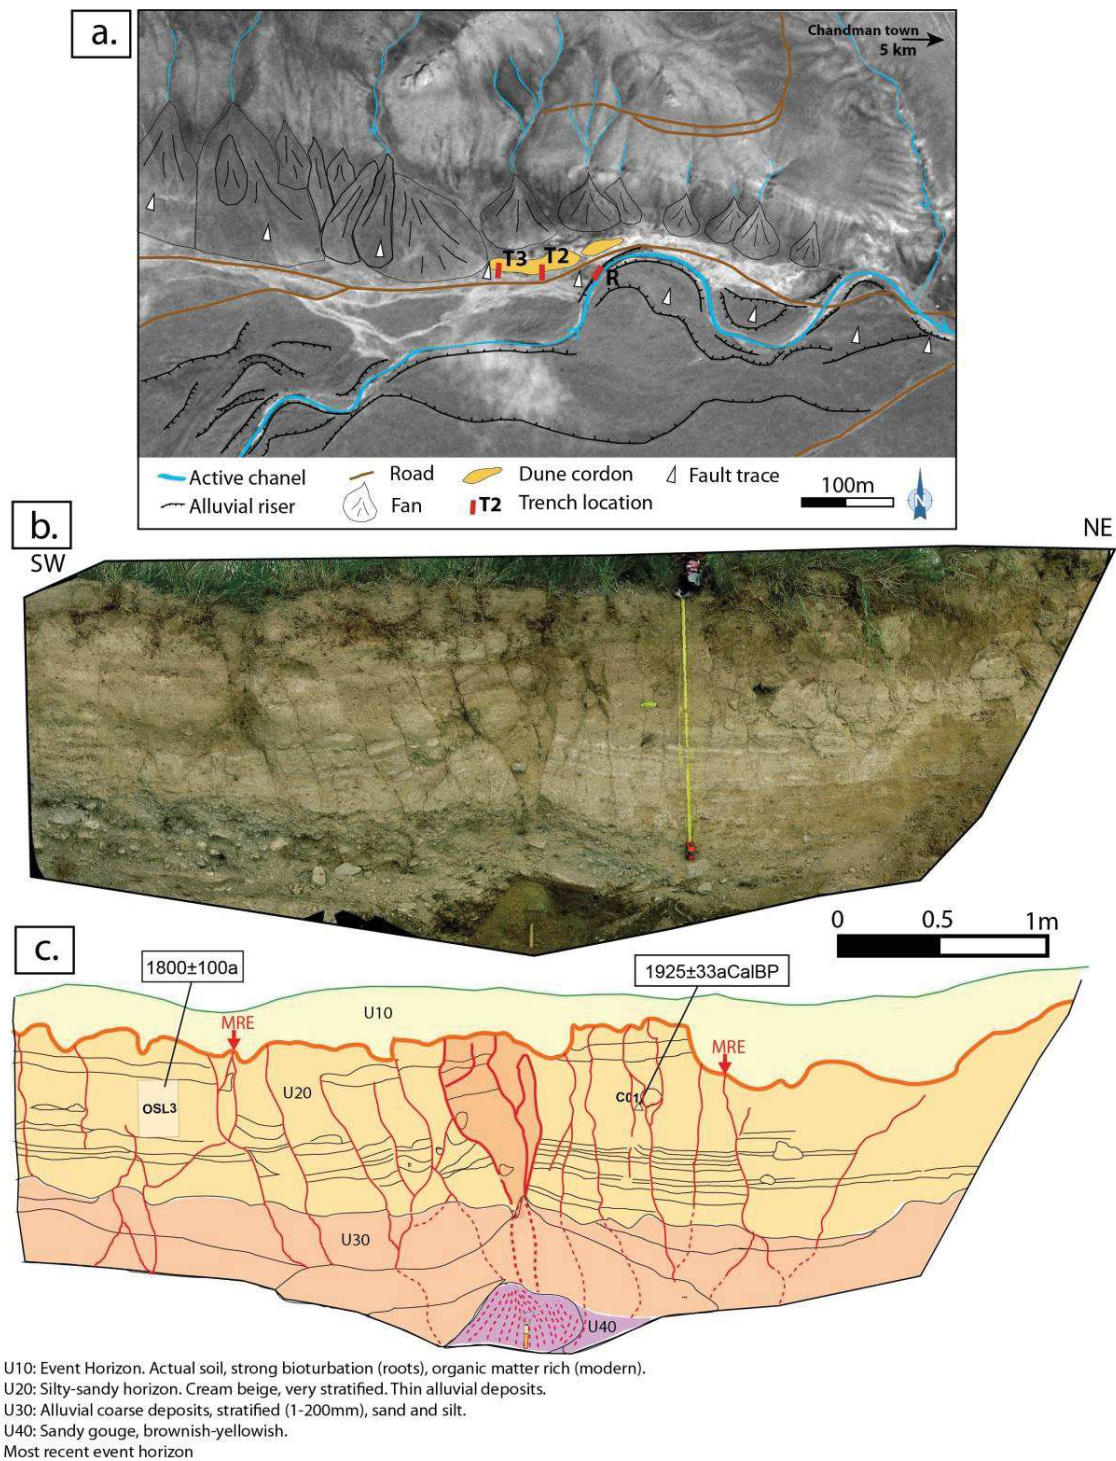 a.
Chandman town
5 km
T3
T2
R
Active chanel
Road
Dune cordon
Fault trace
100m
Alluvial riser
Fan
T2
Trench location
N
b.
SW
NE
0
0.5
1m
c.
1800±100a
1925±33aCalBP
MRE
U10
MRE
OSL3
U20
C01
U30
U40
U10: Event Horizon. Actual soil, strong bioturbation (roots), organic matter rich (modern).
U20: Silty-sandy horizon. Cream beige, very stratified. Thin alluvial deposits.
U30: Alluvial coarse deposits, stratified (1-200mm), sand and silt.
U40: Sandy gouge, brownish-yellowish.
Most recent event horizon